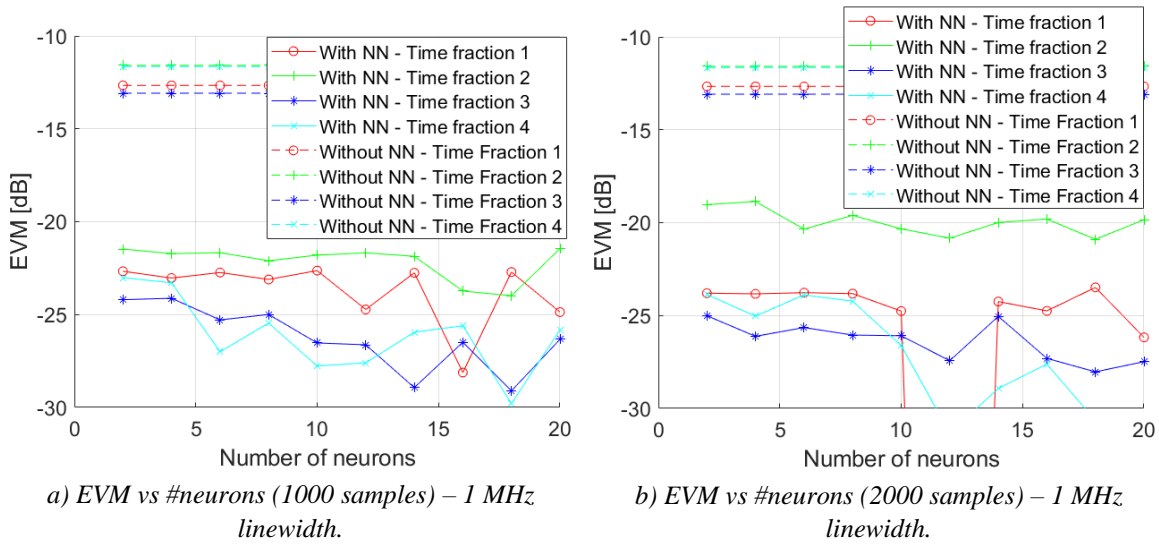 -10
-15
-20
-25
-30
0
5
10
15
20
EVM [dB]
Number of neurons
With NN - Time fraction 1
With NN - Time fraction 2
With NN - Time fraction 3
With NN - Time fraction 4
Without NN - Time Fraction 1
Without NN - Time Fraction 2
Without NN - Time Fraction 3
Without NN - Time Fraction 4
a) EVM vs #neurons (1000 samples) – 1 MHz
linewidth.
-10
-15
-20
-25
-30
0
5
10
15
20
EVM [dB]
Number of neurons
With NN - Time fraction 1
With NN - Time fraction 2
With NN - Time fraction 3
With NN - Time fraction 4
Without NN - Time Fraction 1
Without NN - Time Fraction 2
Without NN - Time Fraction 3
Without NN - Time Fraction 4
b) EVM vs #neurons (2000 samples) – 1 MHz
linewidth.